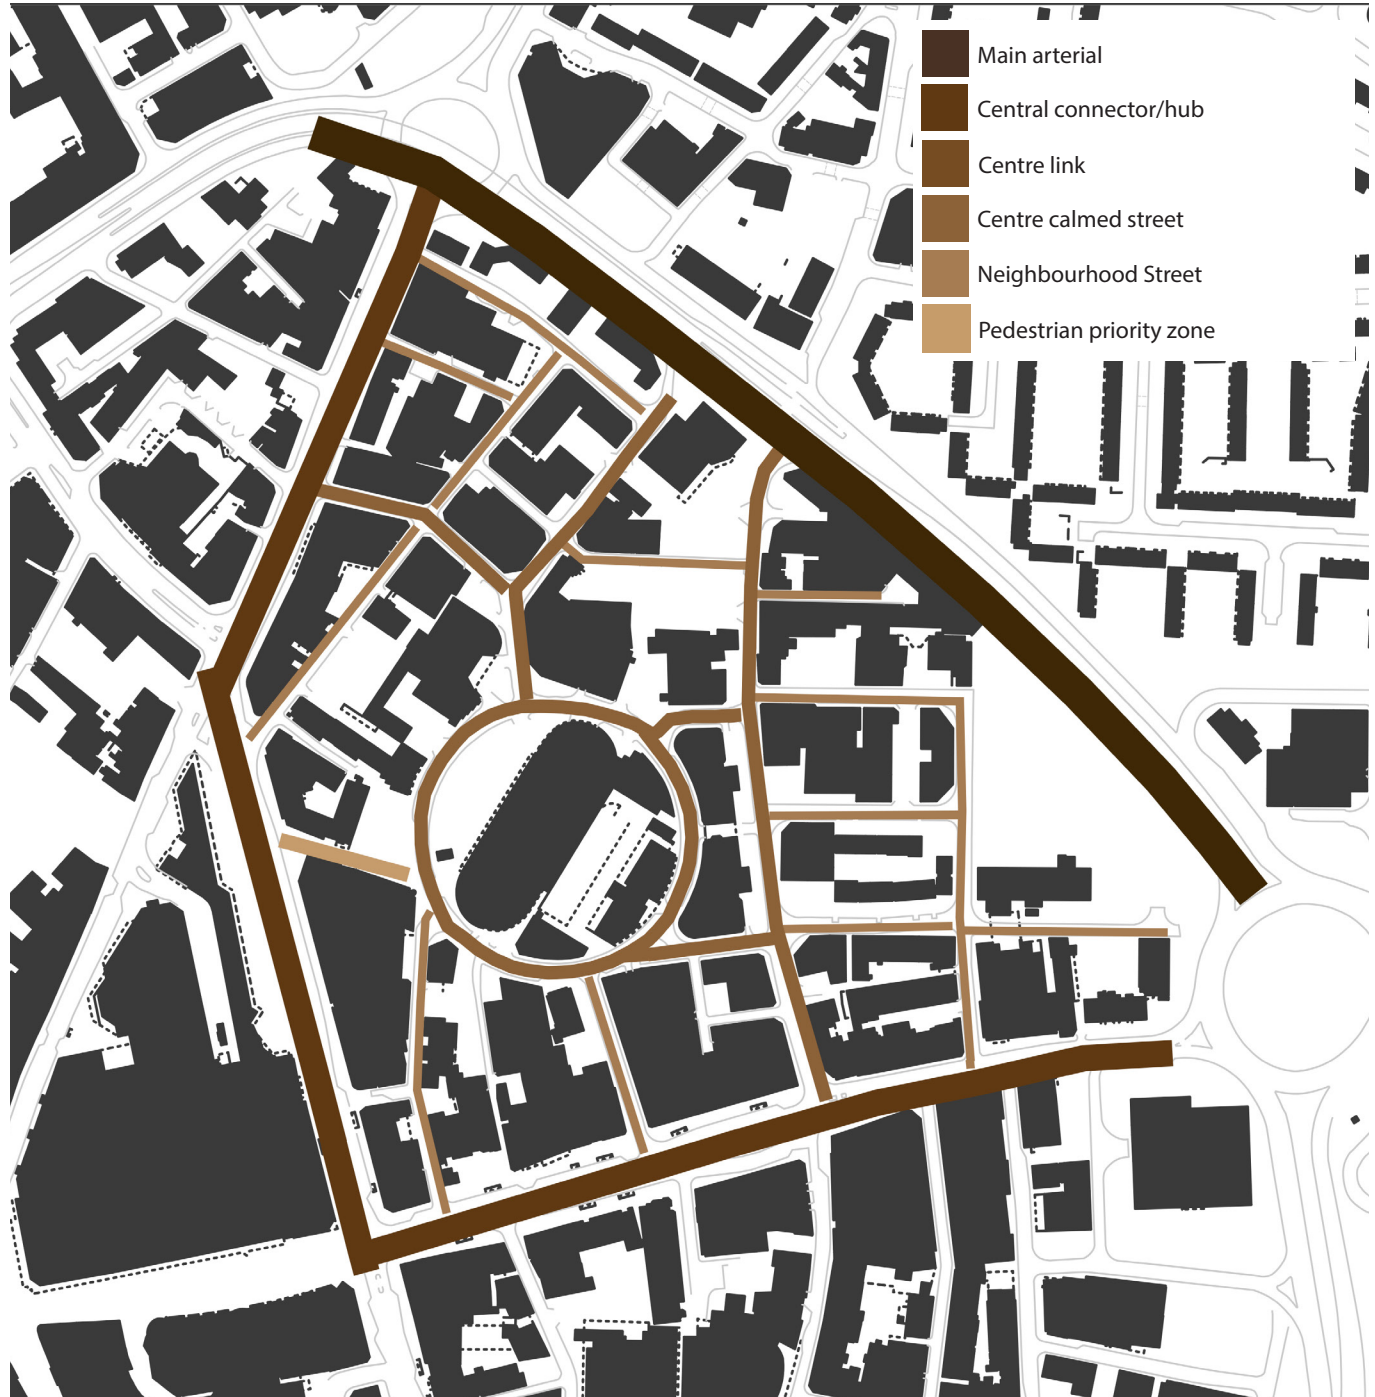 Main arterial
Central connector/hub
Centre link
Centre calmed street
Neighbourhood Street
Pedestrian priority zone